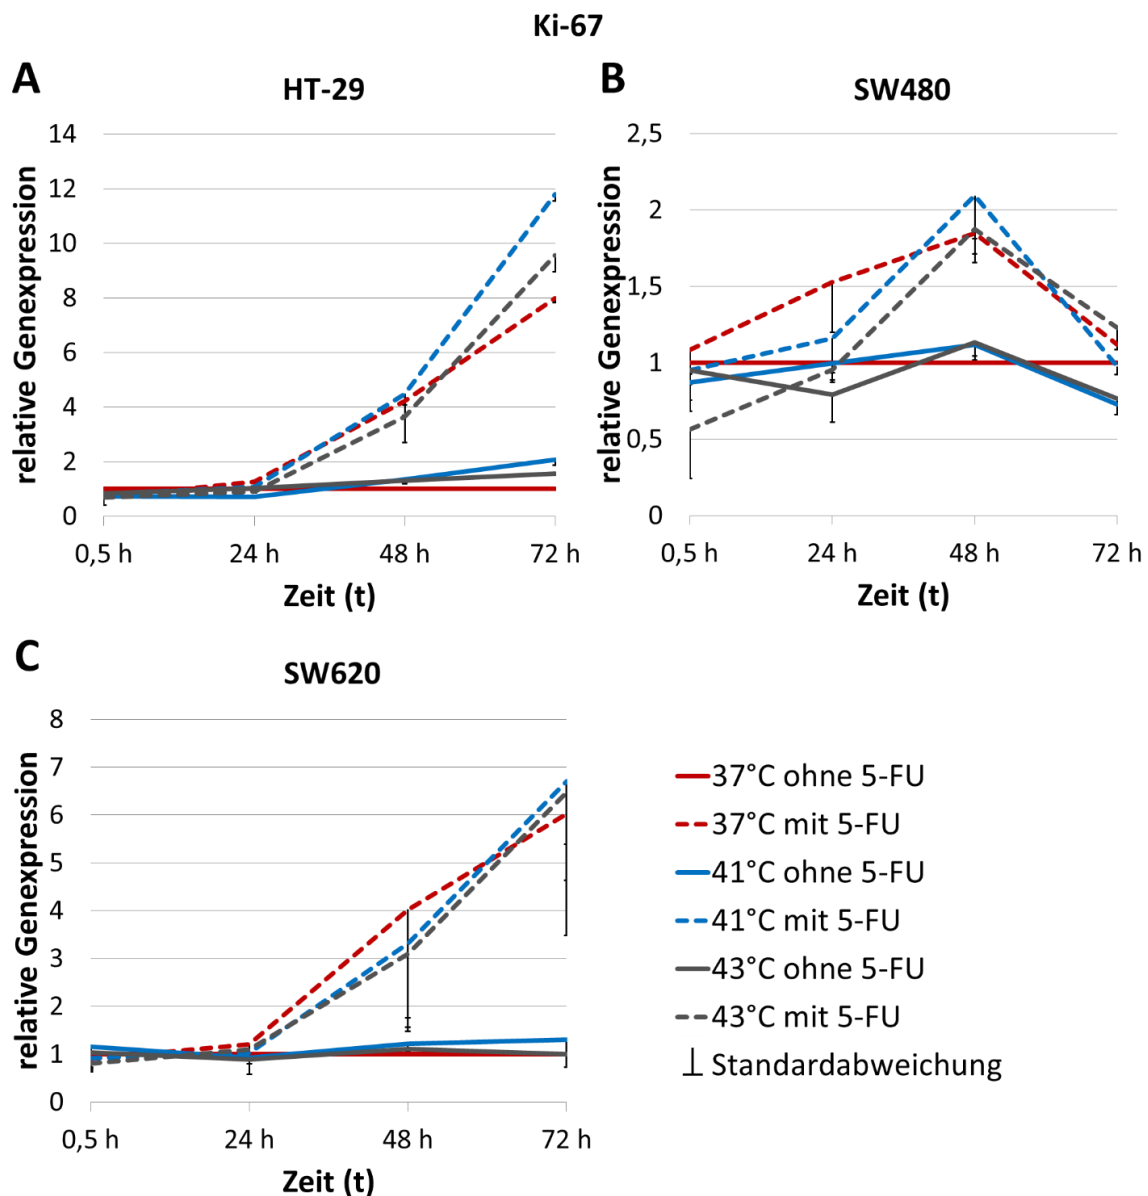 Ki-67
A
HT-29
relative Genexpression
14
12
10
8
6
4
2
0
0,5 h 24 h 48 h 72 h
Zeit (t)
B
SW480
relative Genexpression
2,5
2
1,5
1
0,5
0
0,5 h 24 h 48 h 72 h
Zeit (t)
C
SW620
relative Genexpression
8
7
6
5
4
3
2
1
0
0,5 h 24 h 48 h 72 h
Zeit (t)
37°C ohne 5-FU
37°C mit 5-FU
41°C ohne 5-FU
41°C mit 5-FU
43°C ohne 5-FU
43°C mit 5-FU
Standardabweichung